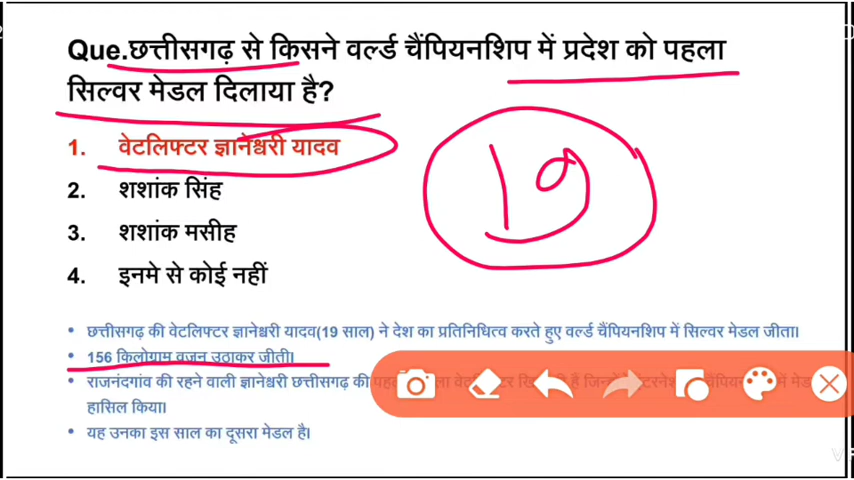 Que.छत्तीसगढ़ से किसने वर्ल्ड चैंपियनशिप में प्रदेश को पहला
सिल्वर मेडल दिलाया है?
1. वेटलिफ्टर ज्ञानेश्वरी यादव
19
2. शशांक सिंह
3. शशांक मसीह
4. इनमे से कोई नहीं
• छत्तीसगढ़ की वेटलिफ्टर ज्ञानेश्वरी यादव(19 साल) ने देश का प्रतिनिधित्व करते हुए वर्ल्ड चैंपियनशिप में सिल्वर मेडल जीता।
• 156 किलोग्राम वजन उठाकर जीती।
• राजनंदगांव की रहने वाली ज्ञानेश्वरी छत्तीसगढ़ की
हासिल किया।
• यह उनका इस साल का दूसरा मेडल है।